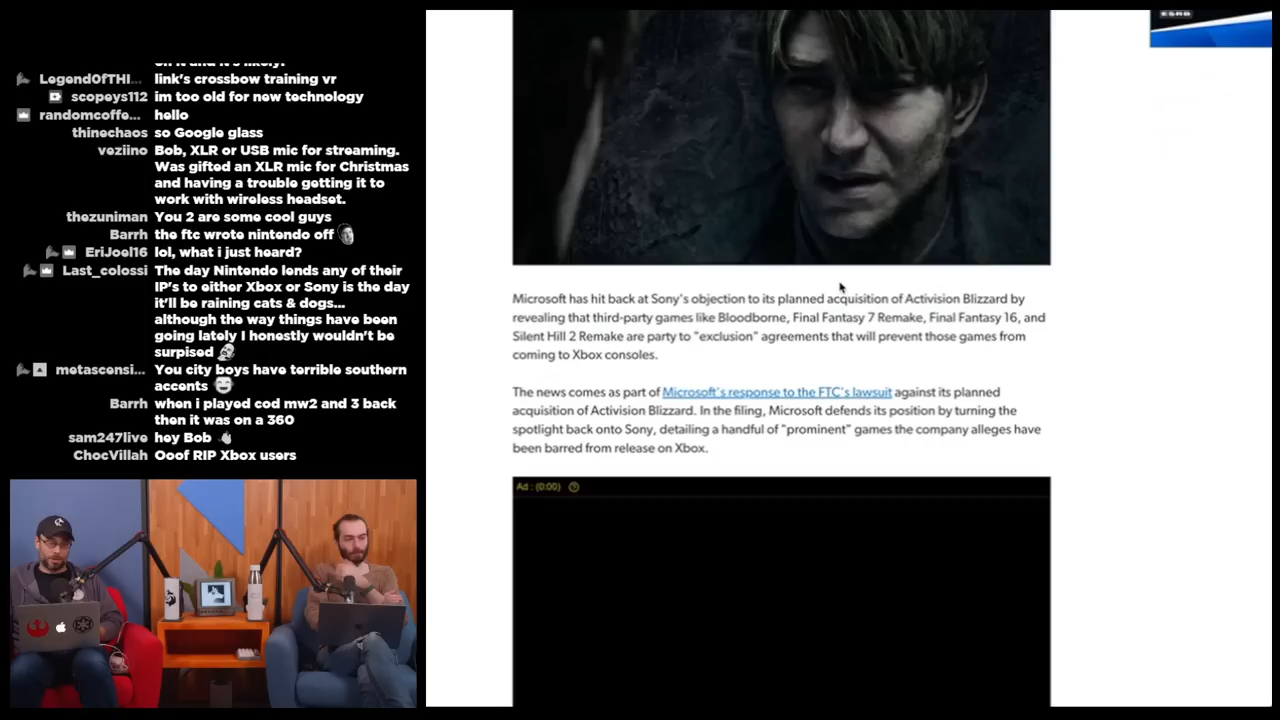 LegendOfTHI... link's crossbow training vr
scopeys112 im too old for new technology
randomcoffe... hello
thinechaos so Google glass
veziino Bob, XLR or USB mic for streaming.
Was gifted an XLR mic for Christmas
and having a trouble getting it to
work with wireless headset.
thezuniman You 2 are some cool guys
Barrh the ftc wrote nintendo off
EriJoel16 lol, what i just heard?
Last_colossi The day Nintendo lends any of their
IP's to either Xbox or Sony is the day
it'll be raining cats & dogs...
although the way things have been
going lately I honestly wouldn't be
surpised
metascensi... You city boys have terrible southern
accents
Barrh when i played cod mw2 and 3 back
then it was on a 360
sam247live hey Bob
ChocVillah Ooof RIP Xbox users
ESRB
Microsoft has hit back at Sony's objection to its planned acquisition of Activision Blizzard by
revealing that third-party games like Bloodborne, Final Fantasy 7 Remake, Final Fantasy 16, and
Silent Hill 2 Remake are party to "exclusion" agreements that will prevent those games from
coming to Xbox consoles.
The news comes as part of Microsoft's response to the FTC's lawsuit against its planned
acquisition of Activision Blizzard. In the filing, Microsoft defends its position by turning the
spotlight back onto Sony, detailing a handful of "prominent" games the company alleges have
been barred from release on Xbox.
Ad : (0:00)